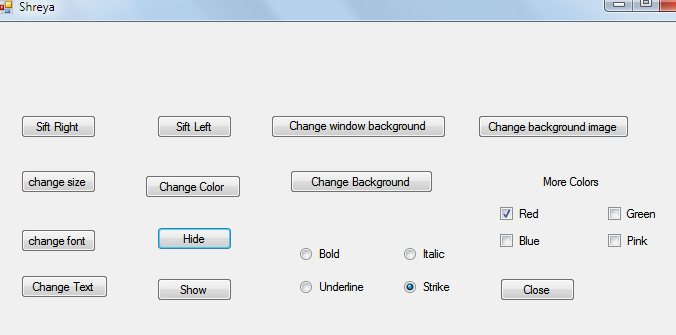 Shreya
Sift Right
Sift Left
Change window background
Change background image
change size
Change Color
Change Background
More Colors
Red
Green
change font
Hide
Blue
Pink
Bold
Italic
Change Text
Show
Underline
Strike
Close